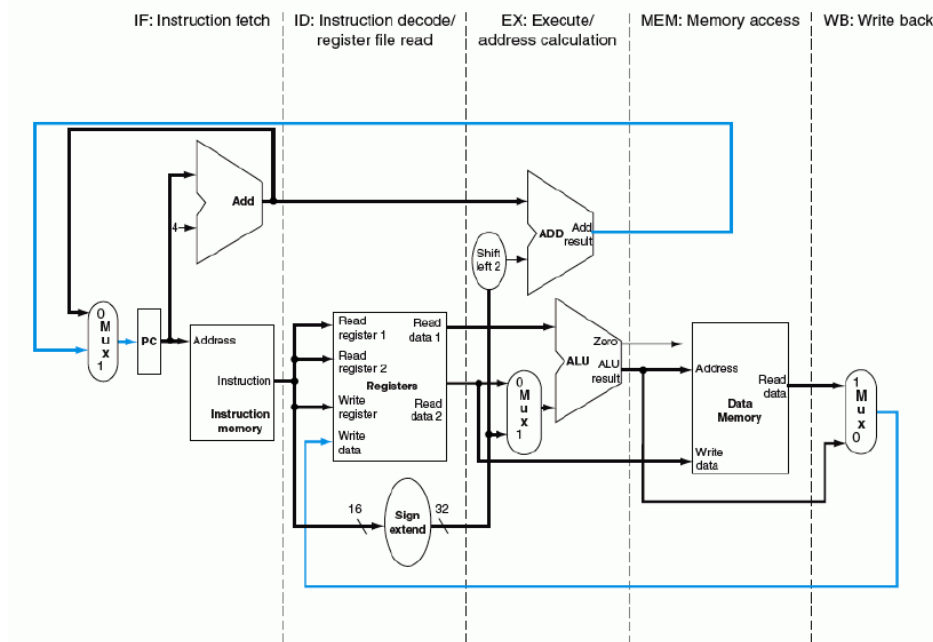 IF: Instruction fetch
ID: Instruction decode/
register file read
EX: Execute/
address calculation
MEM: Memory access
WB: Write back
Add
4
ADD
Add
result
Shift
left 2
0
M
u
x
1
PC
Address
Instruction
Instruction
memory
Read
register 1
Read
register 2
Write
register
Write
data
Registers
Read
data 1
Read
data 2
0
M
u
x
1
Zero
ALU
ALU
result
Address
Read
data
Data
Memory
Write
data
1
M
u
x
0
16
Sign
extend
32